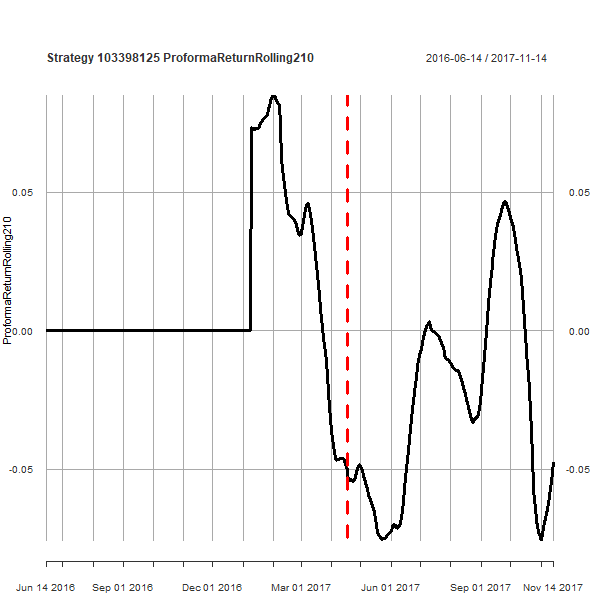 Strategy 103398125 ProformaReturnRolling210
2016-06-14 / 2017-11-14
ProformaReturnRolling210
0.05
0.05
0.00
0.00
-0.05
-0.05
Jun 14 2016
Sep 01 2016
Dec 01 2016
Mar 01 2017
Jun 01 2017
Sep 01 2017
Nov 14 2017